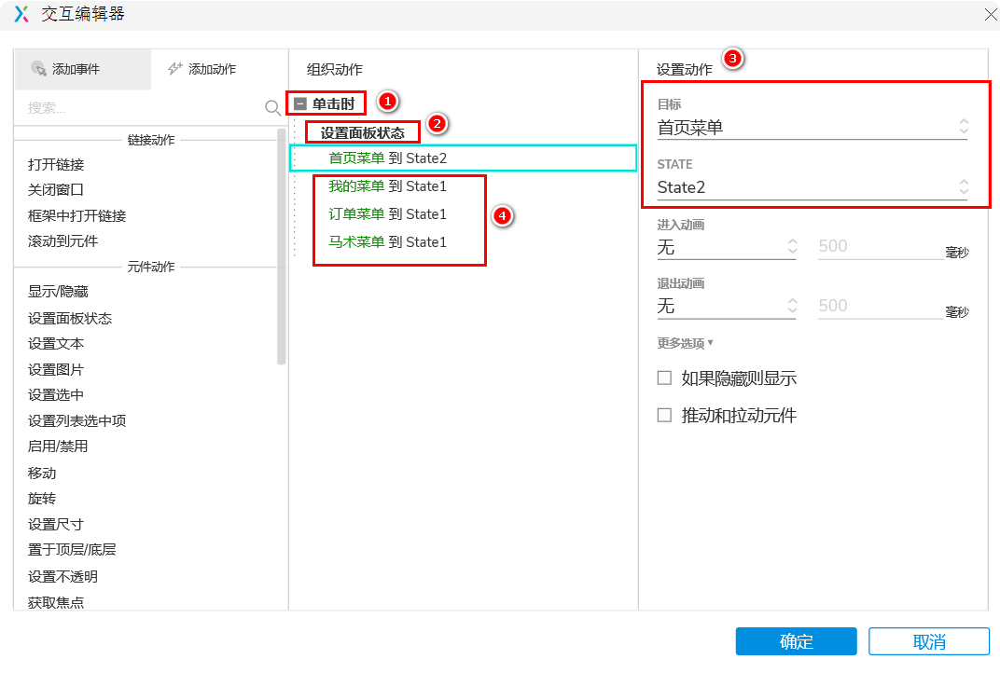 交互编辑器
添加事件
添加动作
搜索...
链接动作
打开链接
关闭窗口
框架中打开链接
滚动到元件
元件动作
显示/隐藏
设置面板状态
设置文本
设置图片
设置选中
设置列表选中项
启用/禁用
移动
旋转
设置尺寸
置于顶层/底层
设置不透明
获取焦点
组织动作
单击时 1
设置面板状态 2
首页菜单 到 State2
我的菜单 到 State1
订单菜单 到 State1
马术菜单 到 State1
4
设置动作 3
目标
首页菜单
STATE
State2
进入动画
无 500 毫秒
退出动画
无 500 毫秒
更多选项▼
如果隐藏则显示
推动和拉动元件
确定
取消